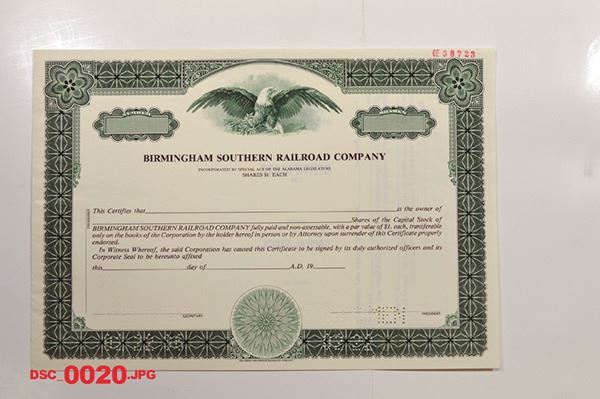 CE 38723
BIRMINGHAM SOUTHERN RAILROAD COMPANY
INCORPORATED BY SPECIAL ACT OF THE ALABAMA LEGISLATURE
SHARES $1. EACH
This Certifies that is the owner of
Shares of the Capital Stock of
BIRMINGHAM SOUTHERN RAILROAD COMPANY fully paid and non-assessable, with a par value of $1. each, transferable
only on the books of the Corporation by the holder hereof in person or by Attorney upon surrender of this Certificate properly
endorsed.
In Witness Whereof, the said Corporation has caused this Certificate to be signed by its duly authorized officers and its
Corporate Seal to be hereunto affixed
this day of A.D. 19
SECRETARY
PRESIDENT
DSC_0020.JPG